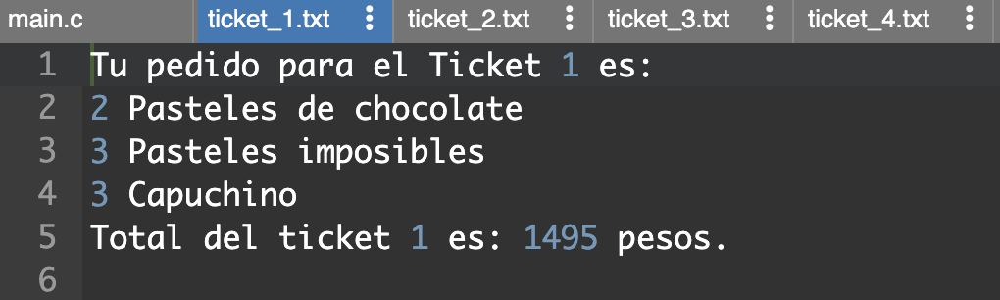 main.c ticket_1.txt ticket_2.txt ticket_3.txt ticket_4.txt
1 Tu pedido para el Ticket 1 es:
2 2 Pasteles de chocolate
3 3 Pasteles imposibles
4 3 Capuchino
5 Total del ticket 1 es: 1495 pesos.
6